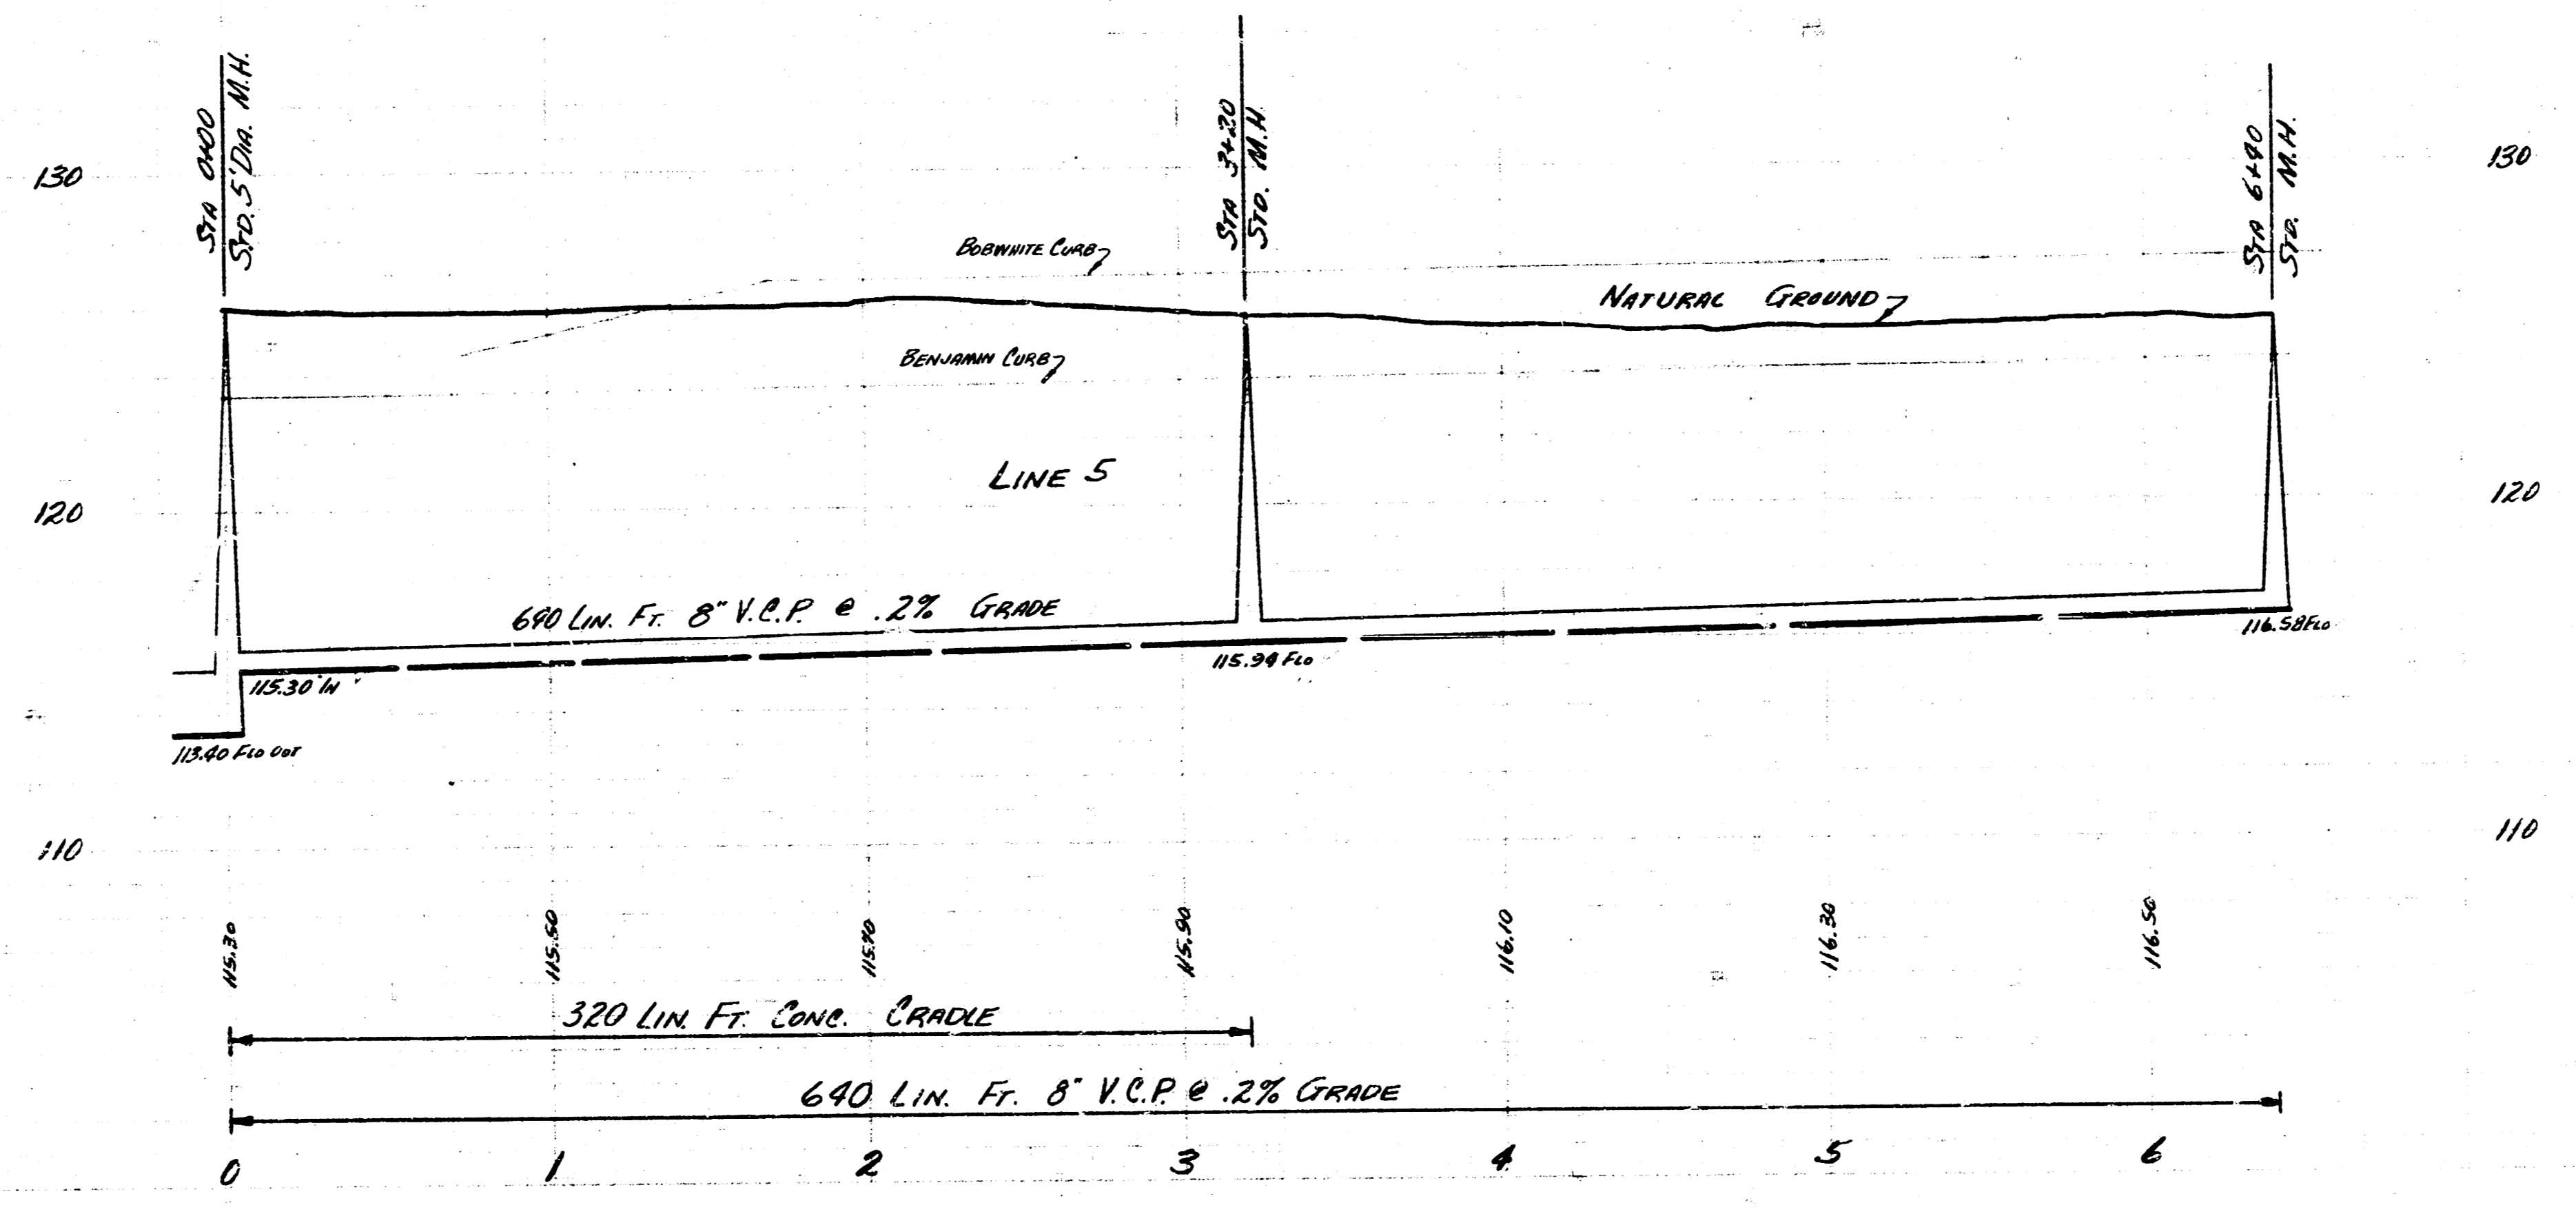 STA 0+00
STD. 5' DIA. M.H.
STA 3+20
STD. M.H.
STA 6+40
STD. M.H.
130
130
BOBWHITE CURB
NATURAL GROUND
BENJAMIN CURB
LINE 5
120
120
640 LIN. FT. 8" V.C.P. @ .2% GRADE
116.58 FLO
115.94 FLO
115.30 IN
113.40 FLO OUT
110
110
115.30
115.50
115.70
115.90
116.10
116.30
116.50
320 LIN. FT. CONC. CRADLE
640 LIN. FT. 8" V.C.P. @ .2% GRADE
0 1 2 3 4 5 6